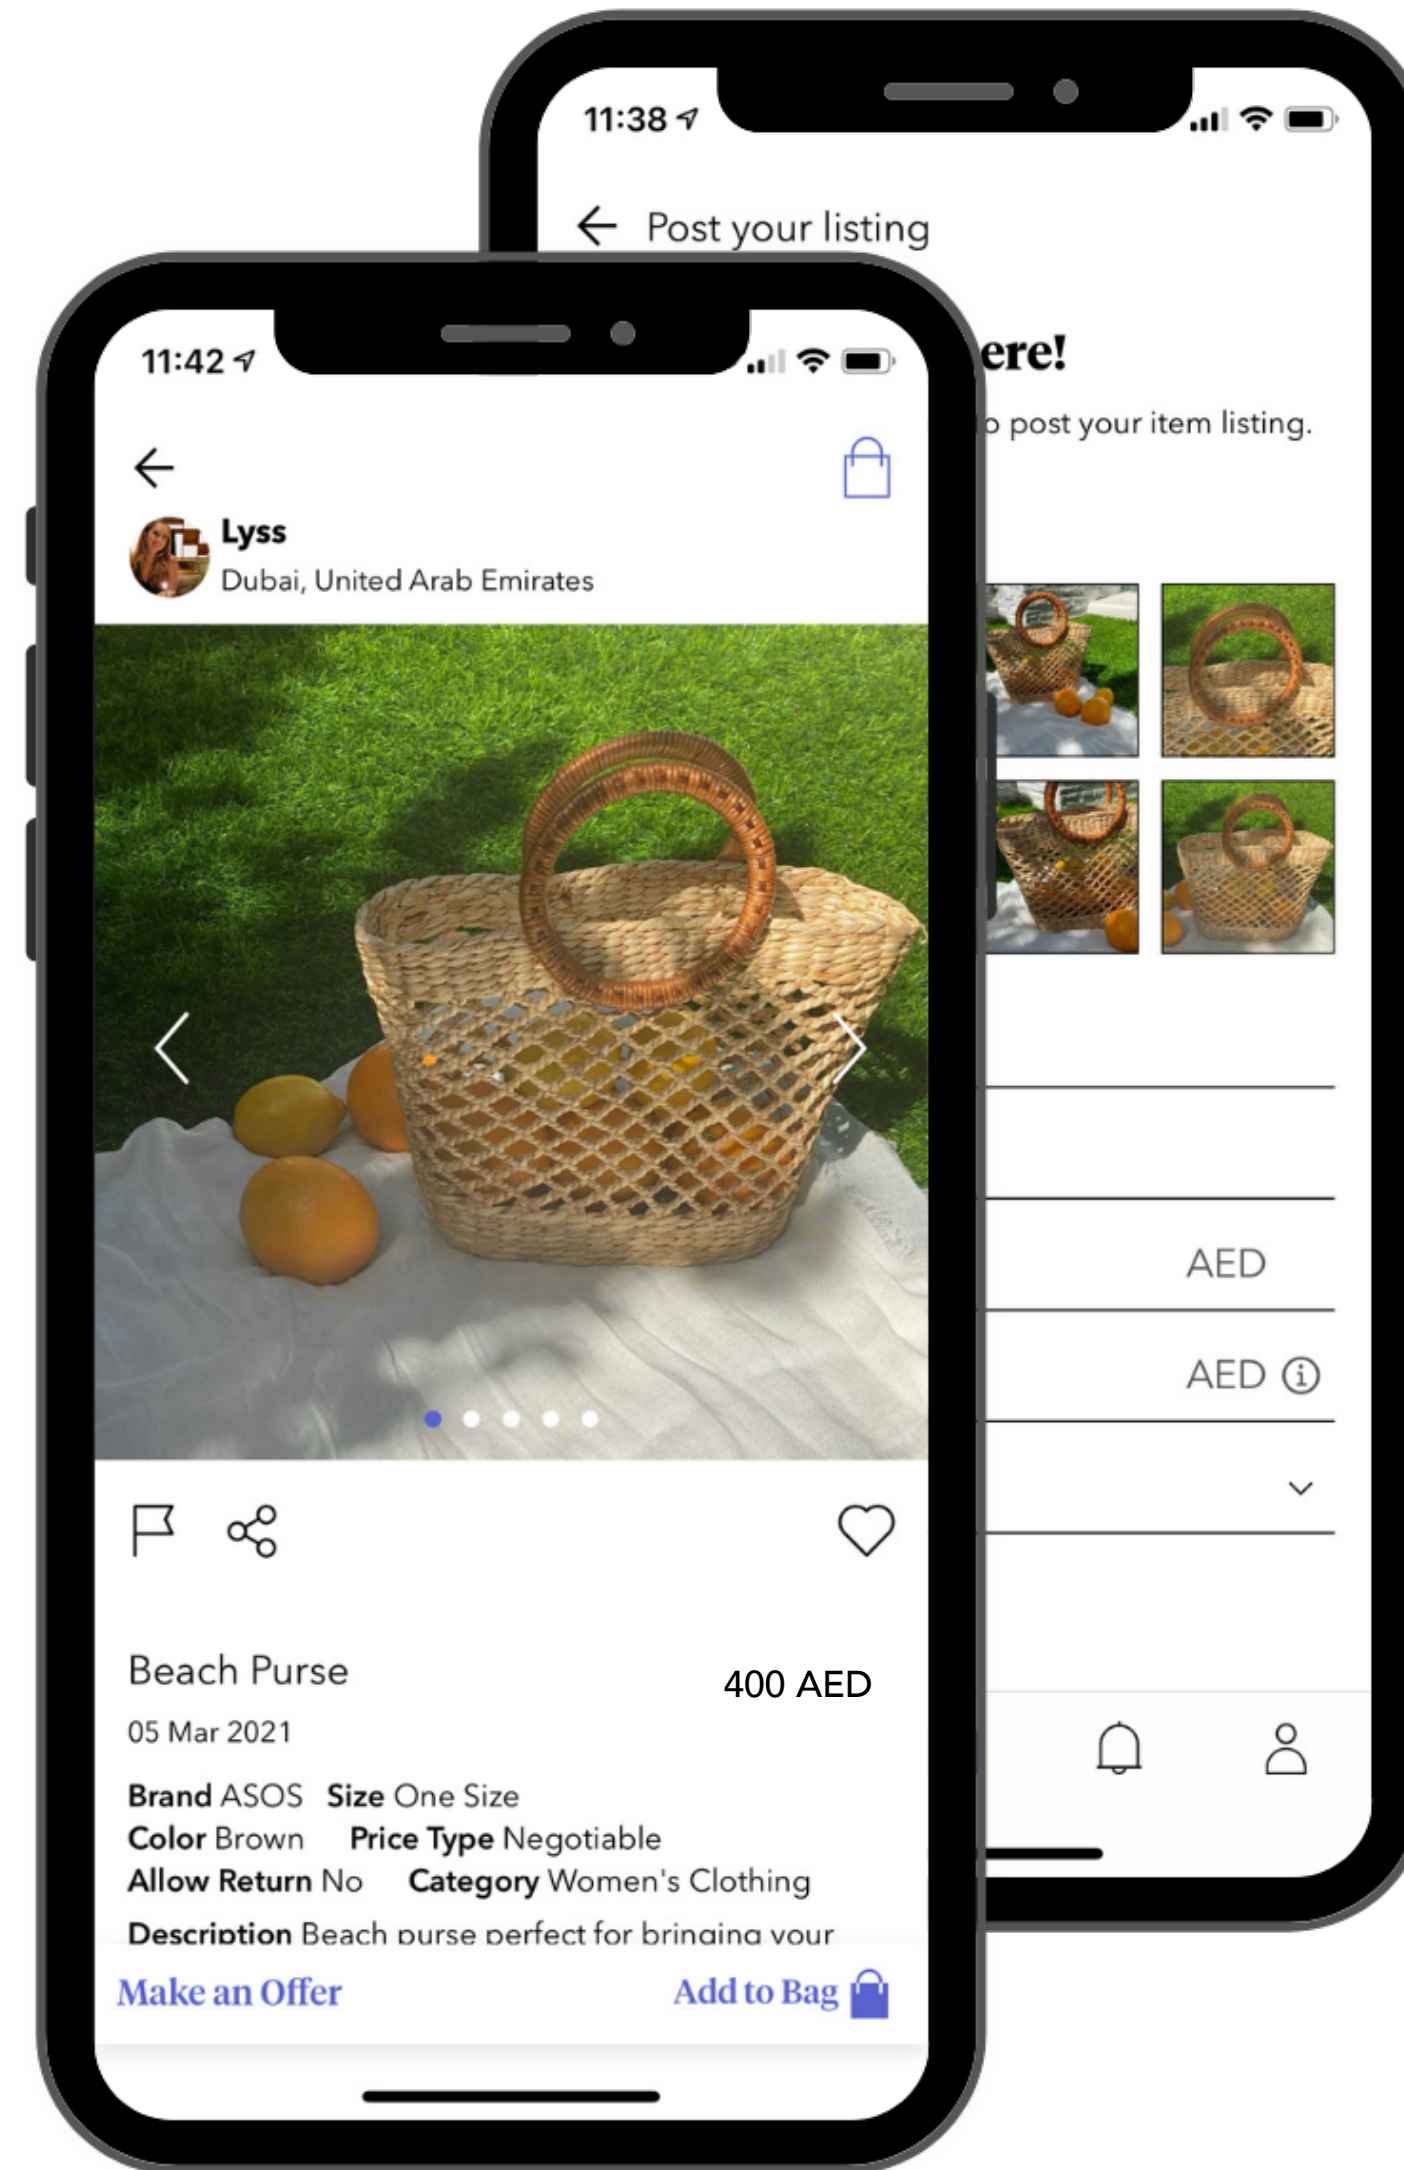 11:38
Post your listing
ere!
o post your item listing.
AED
AED
11:42
Lyss
Dubai, United Arab Emirates
Beach Purse
400 AED
05 Mar 2021
Brand ASOS Size One Size
Color Brown Price Type Negotiable
Allow Return No Category Women's Clothing
Description Beach purse perfect for bringing your
Make an Offer
Add to Bag